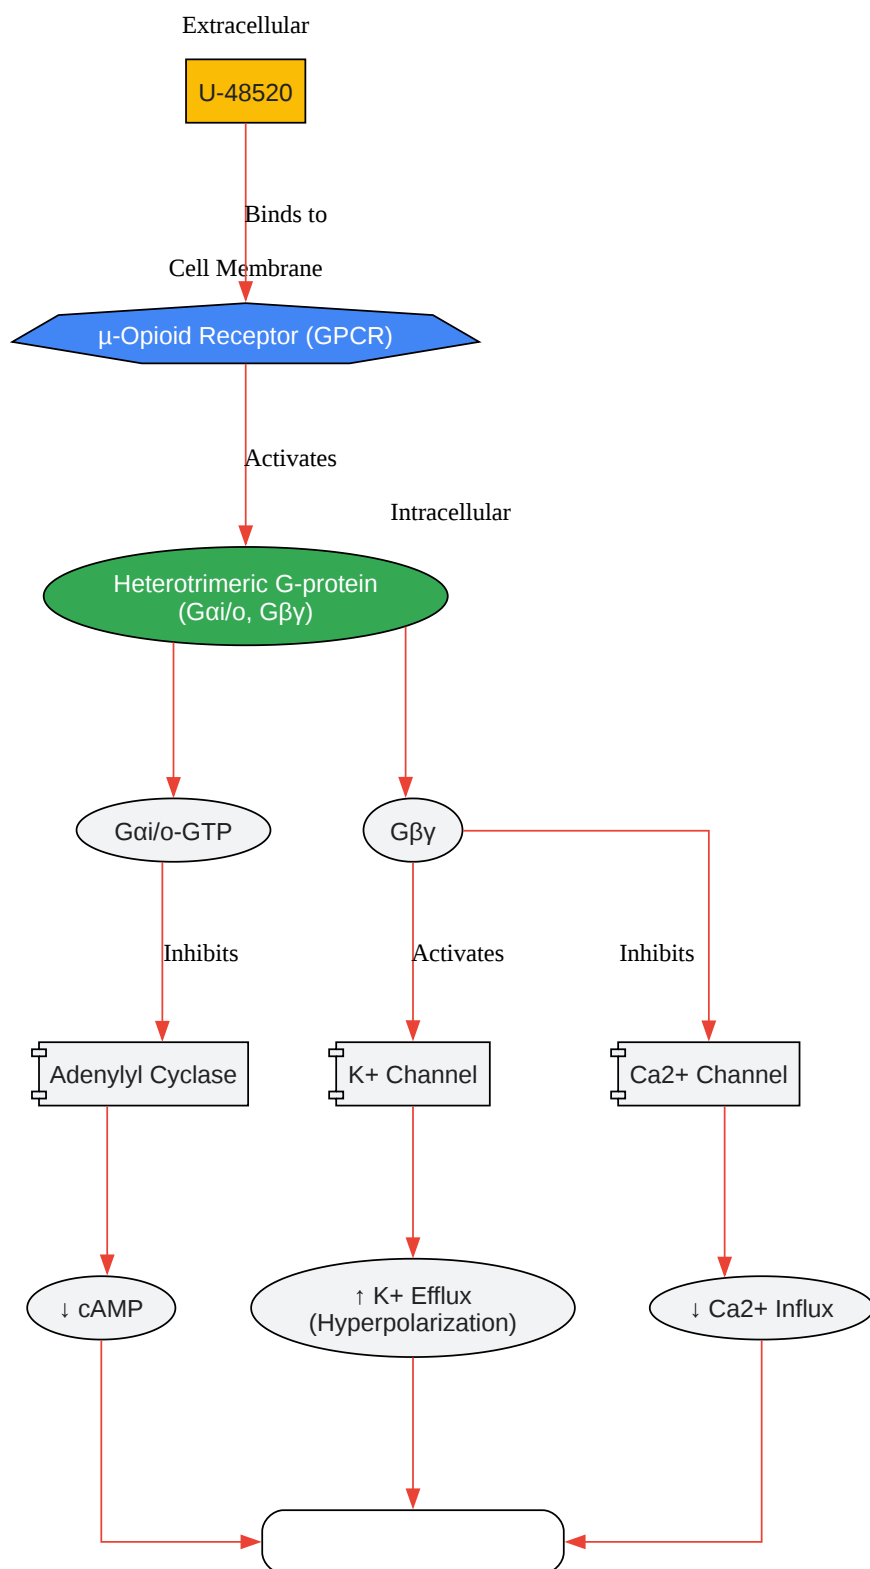 Extracellular
U-48520
Binds to
Cell Membrane
µ-Opioid Receptor (GPCR)
Activates
Intracellular
Heterotrimeric G-protein
(Gαi/o, Gβγ)
Gαi/o-GTP
Gβγ
Inhibits
Activates
Inhibits
Adenylyl Cyclase
K+ Channel
Ca2+ Channel
↓ cAMP
↑ K+ Efflux
(Hyperpolarization)
↓ Ca2+ Influx